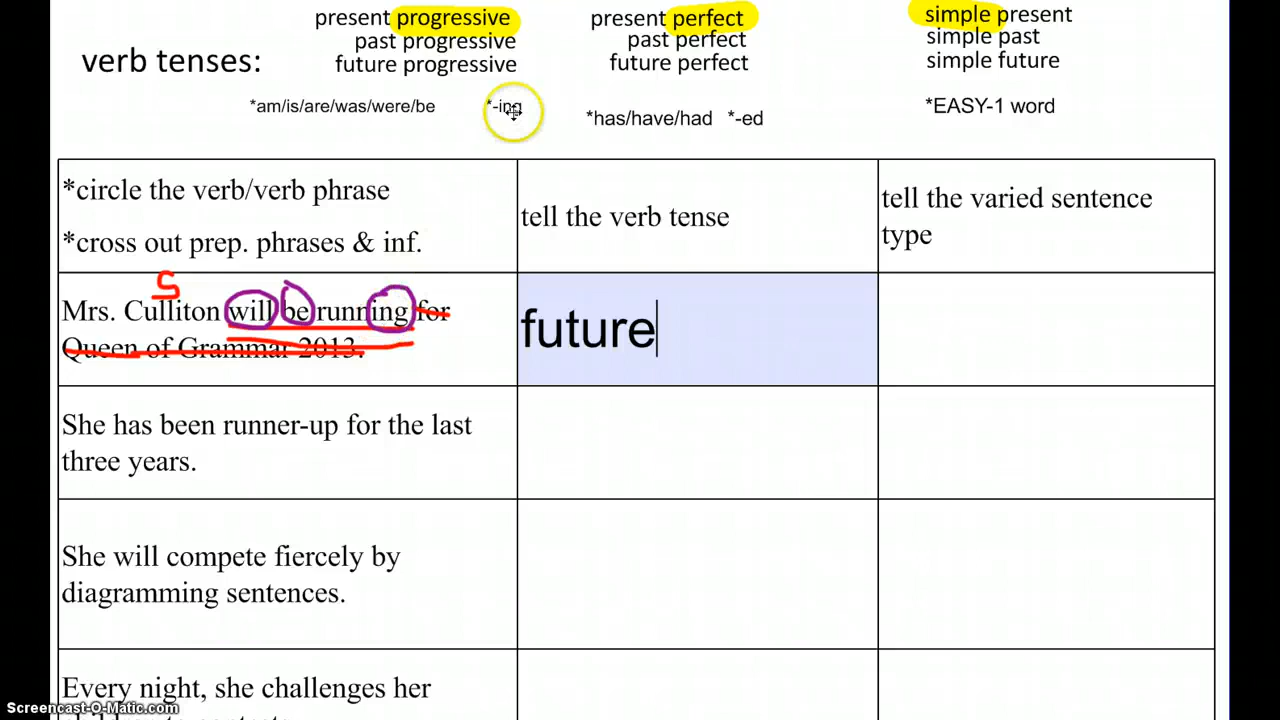 present progressive
past progressive
future progressive
present perfect
past perfect
future perfect
simple present
simple past
simple future
verb tenses:
*am/is/are/was/were/be *-ing
*has/have/had *-ed
*EASY-1 word
*circle the verb/verb phrase
*cross out prep. phrases & inf.
tell the verb tense
tell the varied sentence
type
S
Mrs. Culliton will be running for
Queen of Grammar 2013.
future
She has been runner-up for the last
three years.
She will compete fiercely by
diagramming sentences.
Every night, she challenges her
Screencast-O-Matic.com